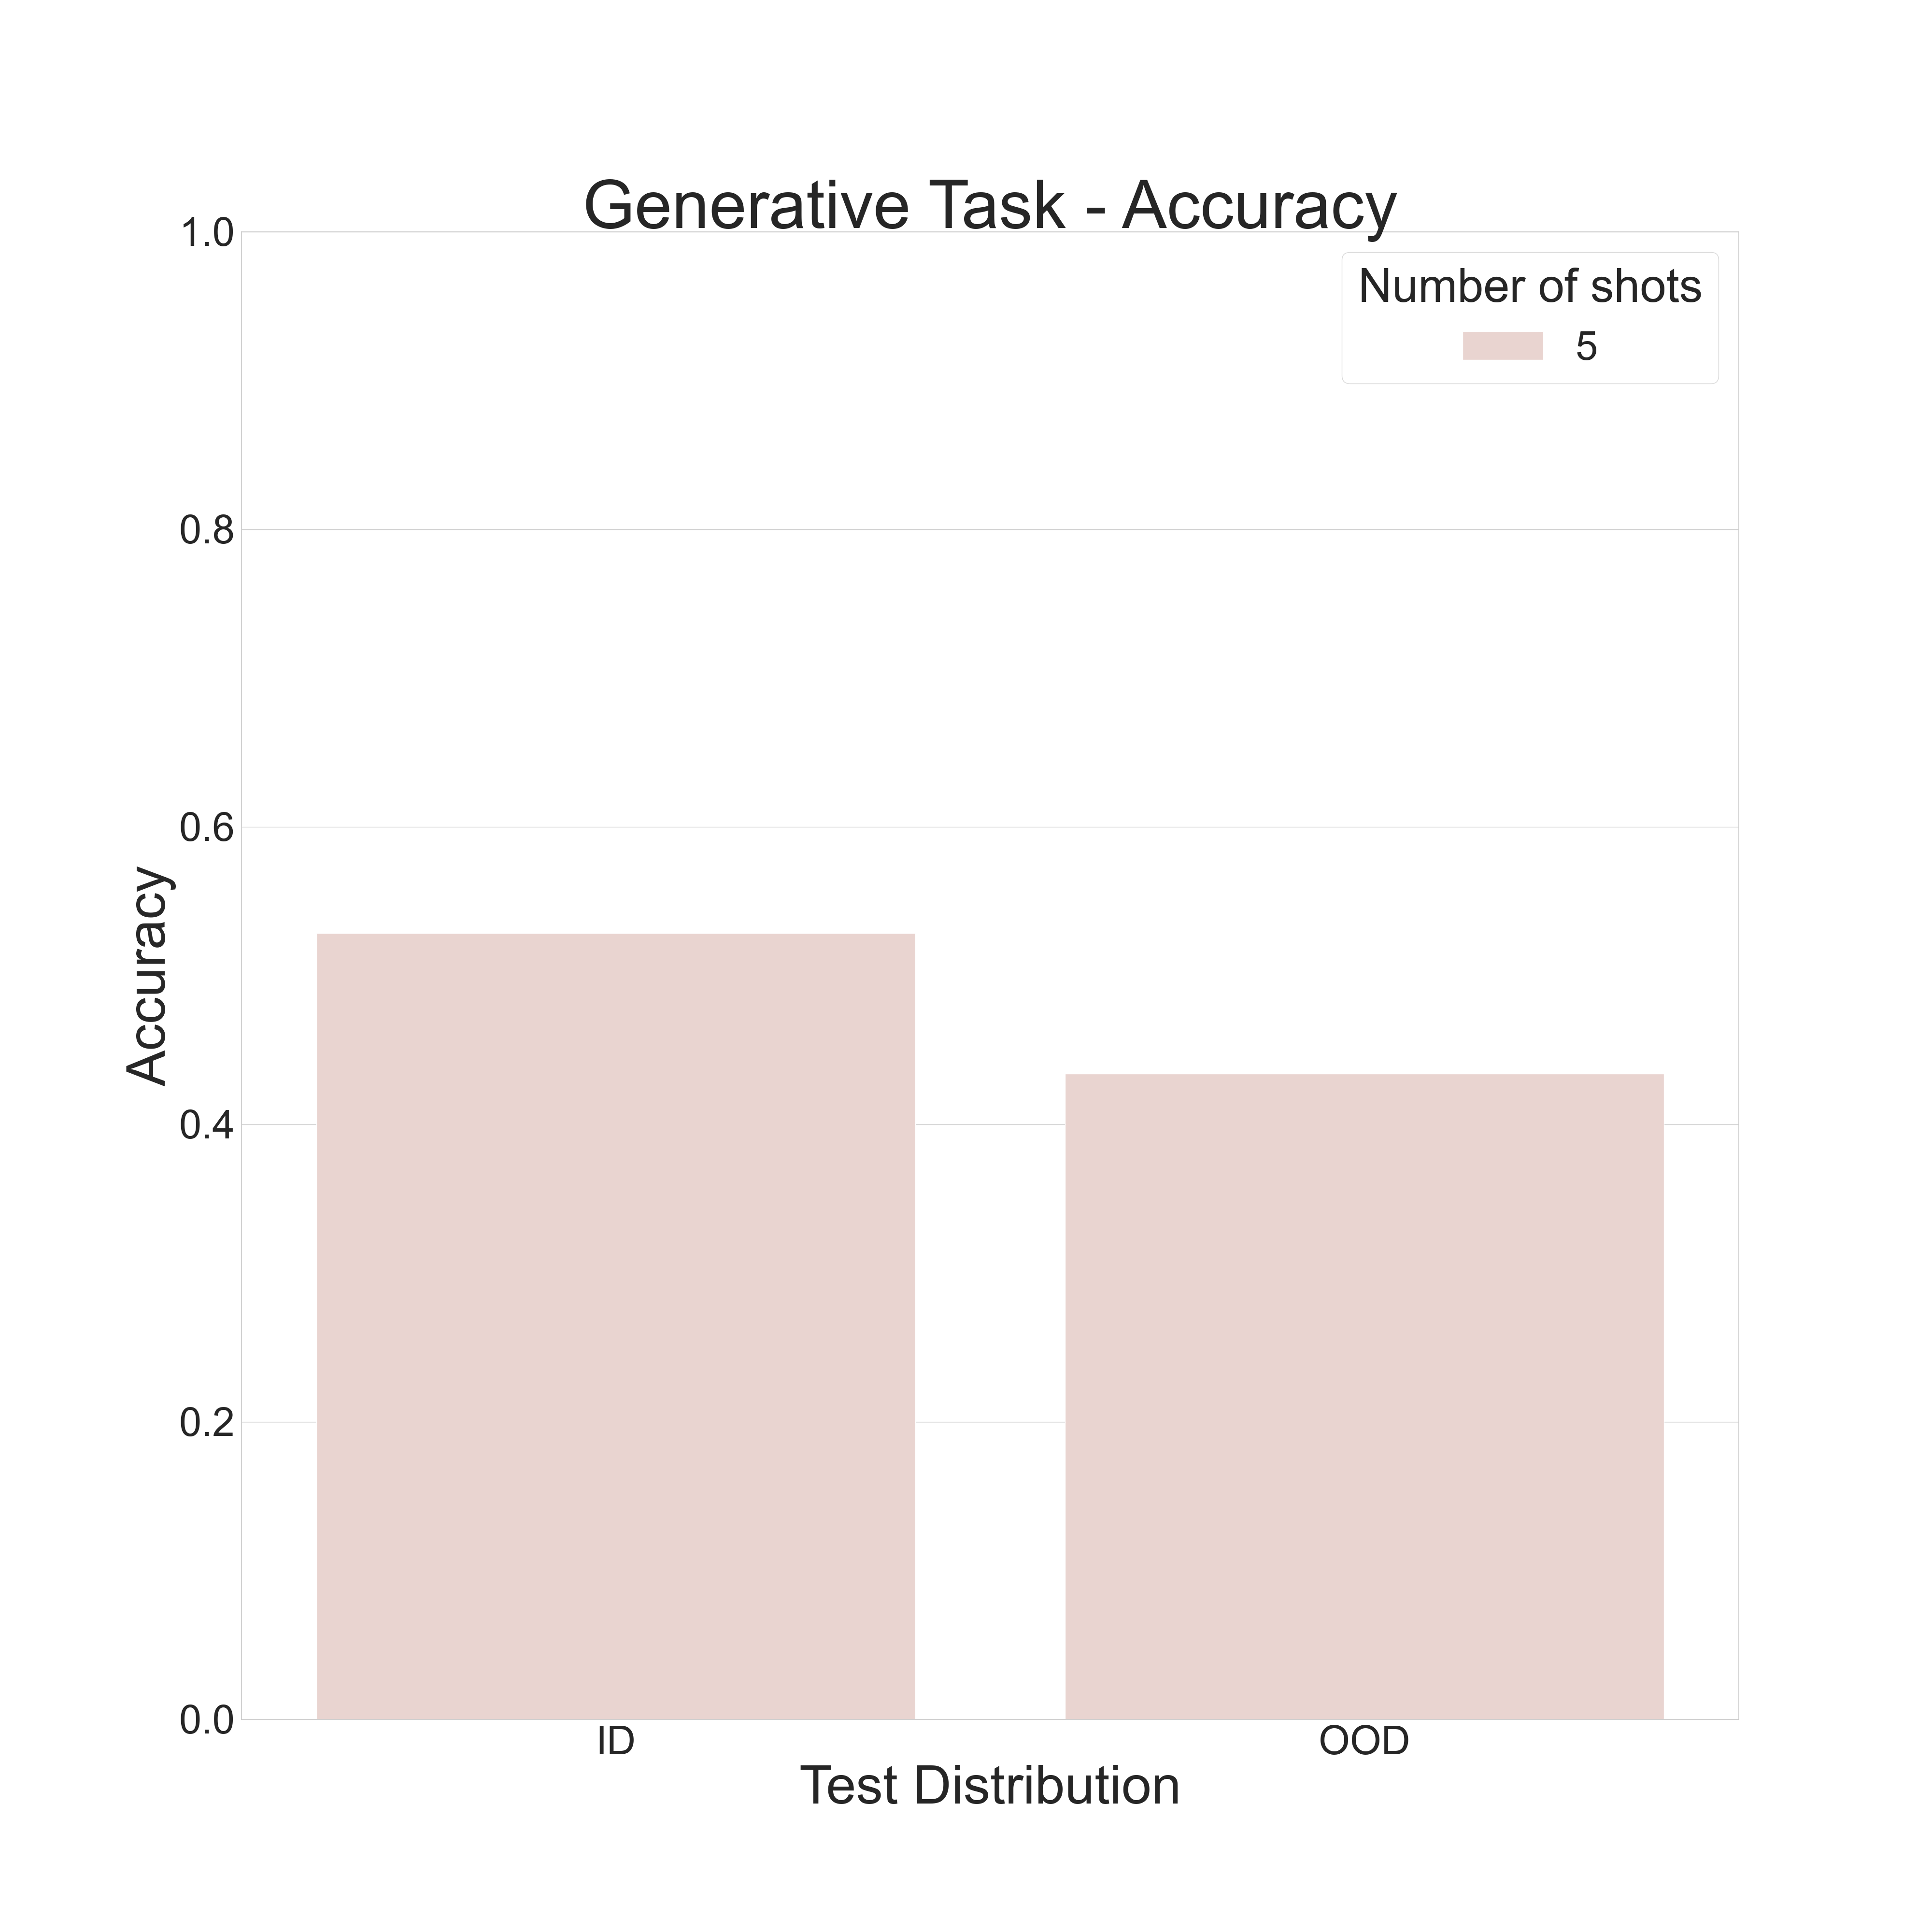 Generative Task - Accuracy
Number of shots
5
1.0
0.8
0.6
0.4
0.2
0.0
Accuracy
ID OOD
Test Distribution